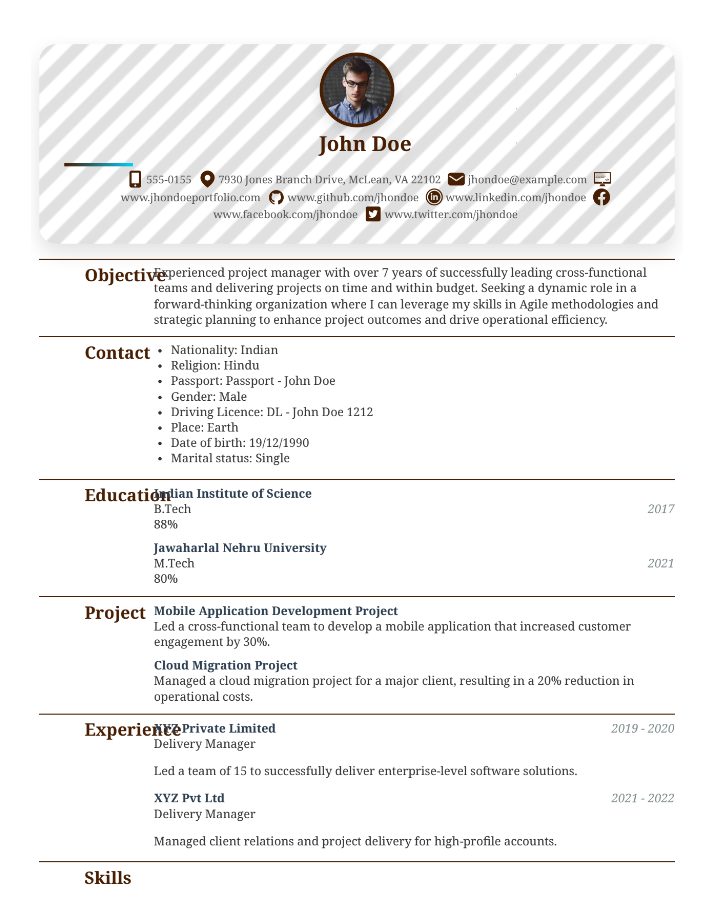 John Doe
555-0155 7930 Jones Branch Drive, McLean, VA 22102 jhondoe@example.com
www.jhondoeportfolio.com www.github.com/jhondoe www.linkedin.com/jhondoe
www.facebook.com/jhondoe www.twitter.com/jhondoe
Objective
Experienced project manager with over 7 years of successfully leading cross-functional
teams and delivering projects on time and within budget. Seeking a dynamic role in a
forward-thinking organization where I can leverage my skills in Agile methodologies and
strategic planning to enhance project outcomes and drive operational efficiency.
Contact
• Nationality: Indian
• Religion: Hindu
• Passport: Passport - John Doe
• Gender: Male
• Driving Licence: DL - John Doe 1212
• Place: Earth
• Date of birth: 19/12/1990
• Marital status: Single
Education
Indian Institute of Science
B.Tech 2017
88%
Jawaharlal Nehru University
M.Tech 2021
80%
Project
Mobile Application Development Project
Led a cross-functional team to develop a mobile application that increased customer
engagement by 30%.
Cloud Migration Project
Managed a cloud migration project for a major client, resulting in a 20% reduction in
operational costs.
Experience
XYZ Private Limited 2019 - 2020
Delivery Manager
Led a team of 15 to successfully deliver enterprise-level software solutions.
XYZ Pvt Ltd 2021 - 2022
Delivery Manager
Managed client relations and project delivery for high-profile accounts.
Skills